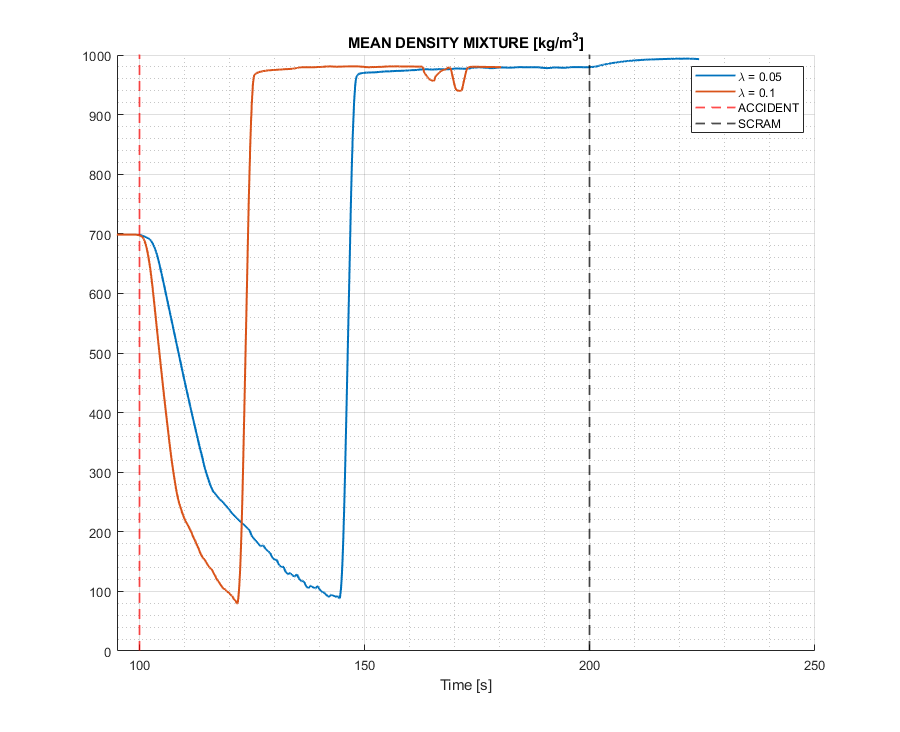 MEAN DENSITY MIXTURE [kg/m³]
1000
900
800
700
600
500
400
300
200
100
0
100
150
200
250
Time [s]
λ = 0.05
λ = 0.1
ACCIDENT
SCRAM